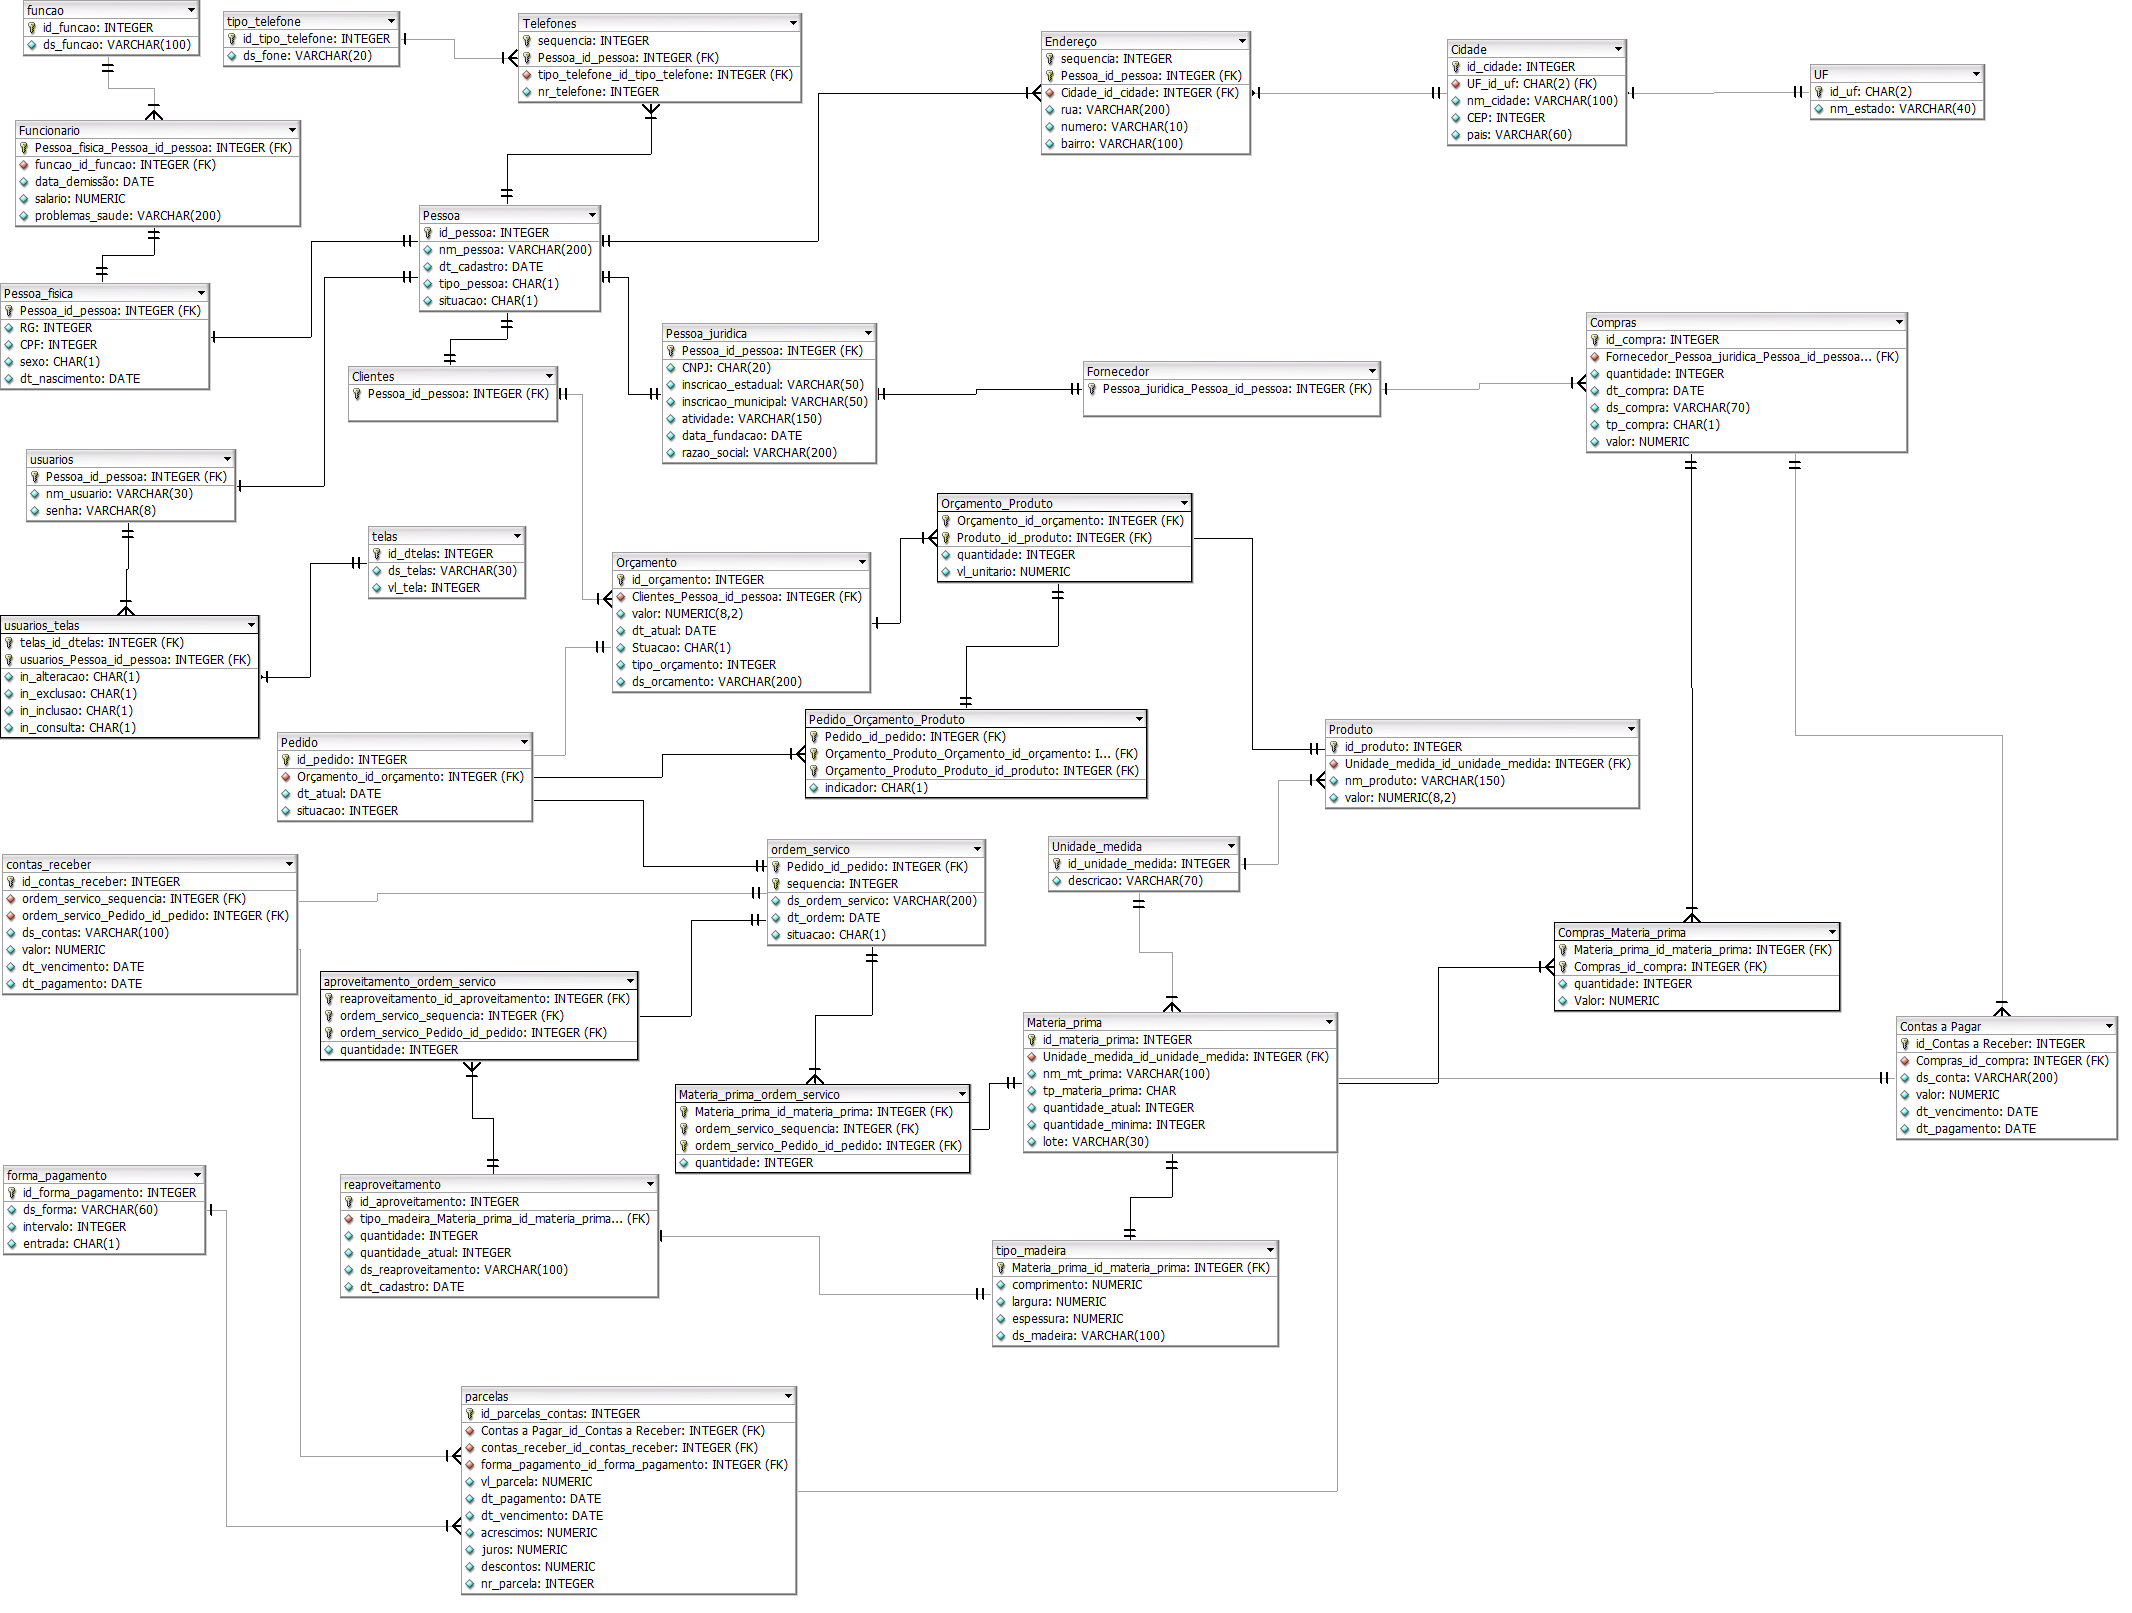 funcao
id_funcao: INTEGER
ds_funcao: VARCHAR(100)
tipo_telefone
id_tipo_telefone: INTEGER
ds_fone: VARCHAR(20)
Telefones
sequencia: INTEGER
Pessoa_id_pessoa: INTEGER (FK)
tipo_telefone_id_tipo_telefone: INTEGER (FK)
nr_telefone: INTEGER
Endereço
sequencia: INTEGER
Pessoa_id_pessoa: INTEGER (FK)
Cidade_id_cidade: INTEGER (FK)
rua: VARCHAR(200)
numero: VARCHAR(10)
bairro: VARCHAR(100)
Cidade
id_cidade: INTEGER
UF_id_uf: CHAR(2) (FK)
nm_cidade: VARCHAR(100)
CEP: INTEGER
pais: VARCHAR(60)
UF
id_uf: CHAR(2)
nm_estado: VARCHAR(40)
Funcionario
Pessoa_fisica_Pessoa_id_pessoa: INTEGER (FK)
funcao_id_funcao: INTEGER (FK)
data_demissão: DATE
salario: NUMERIC
problemas_saude: VARCHAR(200)
Pessoa
id_pessoa: INTEGER
nm_pessoa: VARCHAR(200)
dt_cadastro: DATE
tipo_pessoa: CHAR(1)
situacao: CHAR(1)
Pessoa_fisica
Pessoa_id_pessoa: INTEGER (FK)
RG: INTEGER
CPF: INTEGER
sexo: CHAR(1)
dt_nascimento: DATE
Clientes
Pessoa_id_pessoa: INTEGER (FK)
Pessoa_juridica
Pessoa_id_pessoa: INTEGER (FK)
CNPJ: CHAR(20)
inscricao_estadual: VARCHAR(50)
inscricao_municipal: VARCHAR(50)
atividade: VARCHAR(150)
data_fundacao: DATE
razao_social: VARCHAR(200)
Fornecedor
Pessoa_juridica_Pessoa_id_pessoa: INTEGER (FK)
Compras
id_compra: INTEGER
Fornecedor_Pessoa_juridica_Pessoa_id_pessoa... (FK)
quantidade: INTEGER
dt_compra: DATE
ds_compra: VARCHAR(70)
tp_compra: CHAR(1)
valor: NUMERIC
usuarios
Pessoa_id_pessoa: INTEGER (FK)
nm_usuario: VARCHAR(30)
senha: VARCHAR(8)
telas
id_dtelas: INTEGER
ds_telas: VARCHAR(30)
vl_tela: INTEGER
Orçamento_Produto
Orçamento_id_orçamento: INTEGER (FK)
Produto_id_produto: INTEGER (FK)
quantidade: INTEGER
vl_unitario: NUMERIC
Orçamento
id_orçamento: INTEGER
Clientes_Pessoa_id_pessoa: INTEGER (FK)
valor: NUMERIC(8,2)
dt_atual: DATE
Stuacao: CHAR(1)
tipo_orçamento: INTEGER
ds_orcamento: VARCHAR(200)
usuarios_telas
telas_id_dtelas: INTEGER (FK)
usuarios_Pessoa_id_pessoa: INTEGER (FK)
in_alteracao: CHAR(1)
in_exclusao: CHAR(1)
in_inclusao: CHAR(1)
in_consulta: CHAR(1)
Pedido
id_pedido: INTEGER
Orçamento_id_orçamento: INTEGER (FK)
dt_atual: DATE
situacao: INTEGER
Pedido_Orçamento_Produto
Pedido_id_pedido: INTEGER (FK)
Orçamento_Produto_Orçamento_id_orçamento: I... (FK)
Orçamento_Produto_Produto_id_produto: INTEGER (FK)
indicador: CHAR(1)
Produto
id_produto: INTEGER
Unidade_medida_id_unidade_medida: INTEGER (FK)
nm_produto: VARCHAR(150)
valor: NUMERIC(8,2)
contas_receber
id_contas_receber: INTEGER
ordem_servico_sequencia: INTEGER (FK)
ordem_servico_Pedido_id_pedido: INTEGER (FK)
ds_contas: VARCHAR(100)
valor: NUMERIC
dt_vencimento: DATE
dt_pagamento: DATE
ordem_servico
Pedido_id_pedido: INTEGER (FK)
sequencia: INTEGER
ds_ordem_servico: VARCHAR(200)
dt_ordem: DATE
situacao: CHAR(1)
Unidade_medida
id_unidade_medida: INTEGER
descricao: VARCHAR(70)
Compras_Materia_prima
Materia_prima_id_materia_prima: INTEGER (FK)
Compras_id_compra: INTEGER (FK)
quantidade: INTEGER
Valor: NUMERIC
aproveitamento_ordem_servico
reaproveitamento_id_aproveitamento: INTEGER (FK)
ordem_servico_sequencia: INTEGER (FK)
ordem_servico_Pedido_id_pedido: INTEGER (FK)
quantidade: INTEGER
Materia_prima
id_materia_prima: INTEGER
Unidade_medida_id_unidade_medida: INTEGER (FK)
nm_mt_prima: VARCHAR(100)
tp_materia_prima: CHAR
quantidade_atual: INTEGER
quantidade_minima: INTEGER
lote: VARCHAR(30)
Contas a Pagar
id_Contas a Receber: INTEGER
Compras_id_compra: INTEGER (FK)
ds_conta: VARCHAR(200)
valor: NUMERIC
dt_vencimento: DATE
dt_pagamento: DATE
Materia_prima_ordem_servico
Materia_prima_id_materia_prima: INTEGER (FK)
ordem_servico_sequencia: INTEGER (FK)
ordem_servico_Pedido_id_pedido: INTEGER (FK)
quantidade: INTEGER
forma_pagamento
id_forma_pagamento: INTEGER
ds_forma: VARCHAR(60)
intervalo: INTEGER
entrada: CHAR(1)
reaproveitamento
id_aproveitamento: INTEGER
tipo_madeira_Materia_prima_id_materia_prima... (FK)
quantidade: INTEGER
quantidade_atual: INTEGER
ds_reaproveitamento: VARCHAR(100)
dt_cadastro: DATE
tipo_madeira
Materia_prima_id_materia_prima: INTEGER (FK)
comprimento: NUMERIC
largura: NUMERIC
espessura: NUMERIC
ds_madeira: VARCHAR(100)
parcelas
id_parcelas_contas: INTEGER
Contas a Pagar_id_Contas a Receber: INTEGER (FK)
contas_receber_id_contas_receber: INTEGER (FK)
forma_pagamento_id_forma_pagamento: INTEGER (FK)
vl_parcela: NUMERIC
dt_pagamento: DATE
dt_vencimento: DATE
acrescimos: NUMERIC
juros: NUMERIC
descontos: NUMERIC
nr_parcela: INTEGER